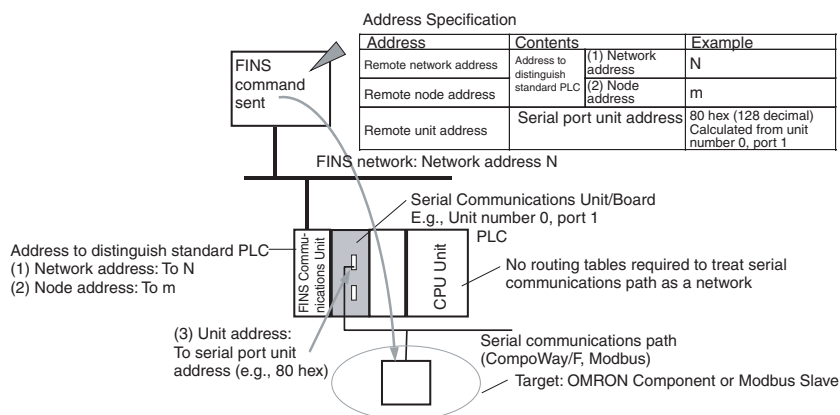 Address Specification
Address Contents Example
Remote network address Address to distinguish standard PLC (1) Network address N
Remote node address (2) Node address m
Remote unit address Serial port unit address 80 hex (128 decimal)
Calculated from unit
number 0, port 1
FINS
command
sent
FINS network: Network address N
Serial Communications Unit/Board
E.g., Unit number 0, port 1
PLC
Address to distinguish standard PLC
(1) Network address: To N
(2) Node address: To m
FINS Commu-
nications Unit
CPU Unit
No routing tables required to treat serial
communications path as a network
(3) Unit address:
To serial port unit
address (e.g., 80 hex)
Serial communications path
(CompoWay/F, Modbus)
Target: OMRON Component or Modbus Slave